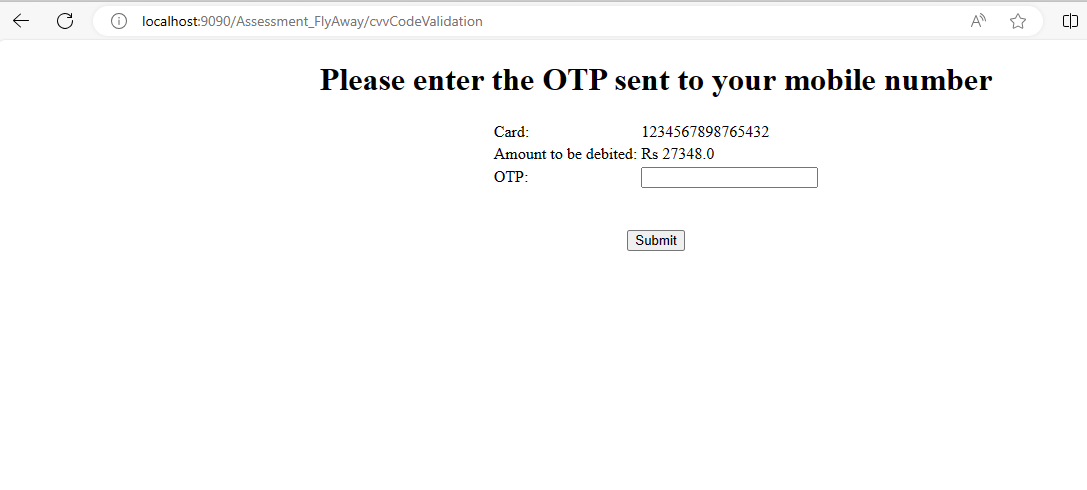 localhost:9090/Assessment_FlyAway/cvvCodeValidation
Please enter the OTP sent to your mobile number
Card: 1234567898765432
Amount to be debited: Rs 27348.0
OTP:
Submit